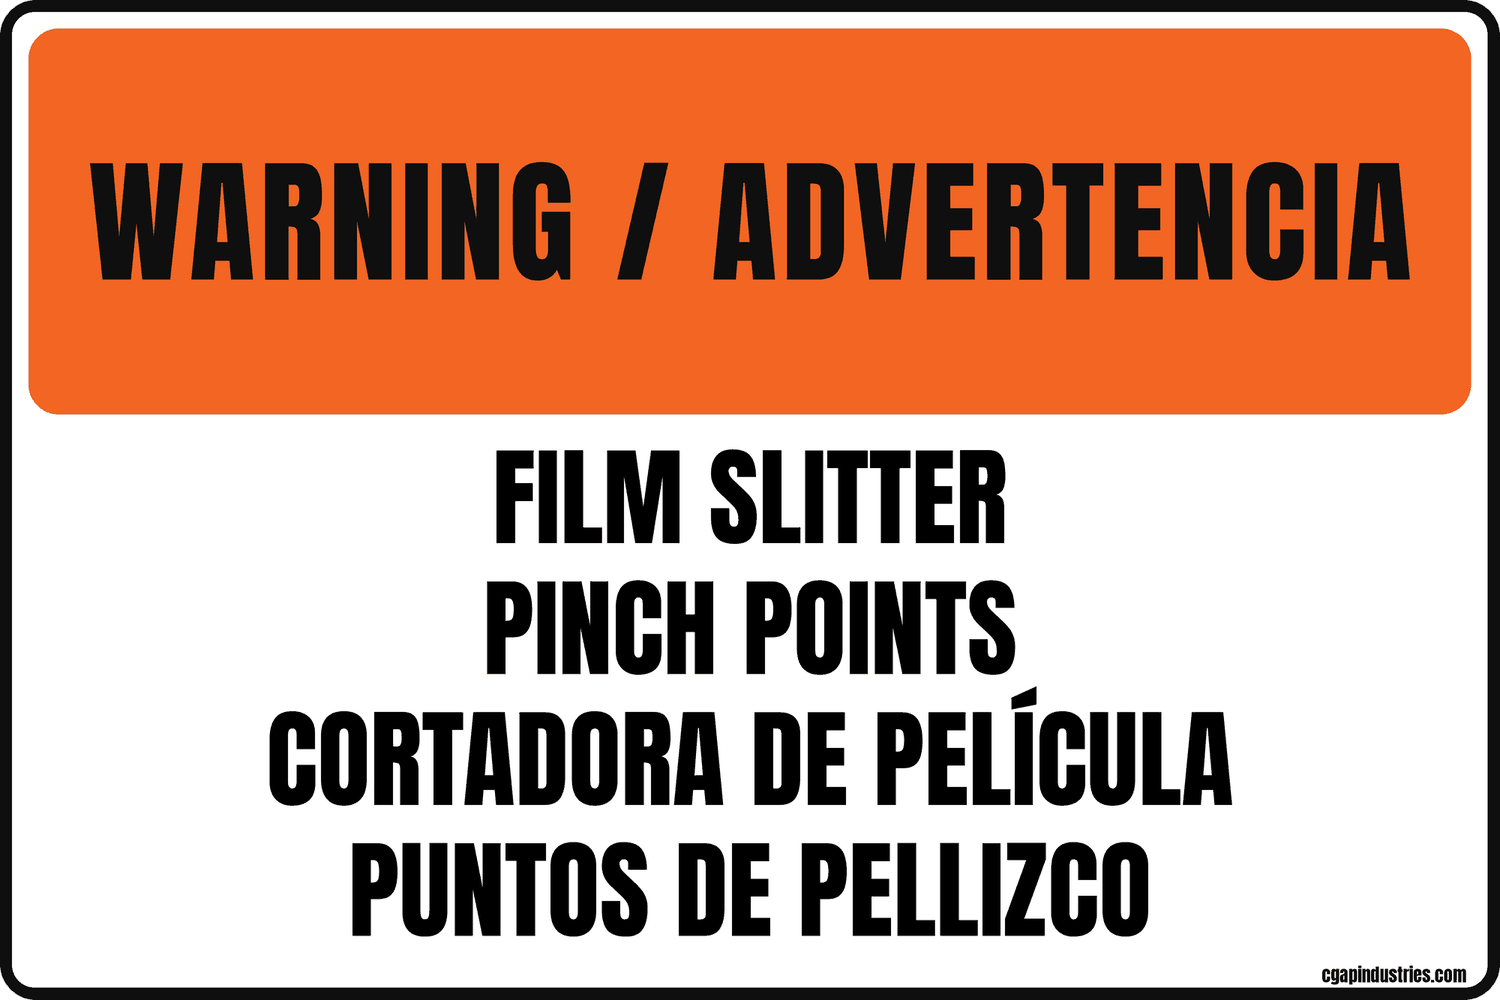 WARNING / ADVERTENCIA
FILM SLITTER
PINCH POINTS
CORTADORA DE PELÍCULA
PUNTOS DE PELLIZCO
cgapindustries.com